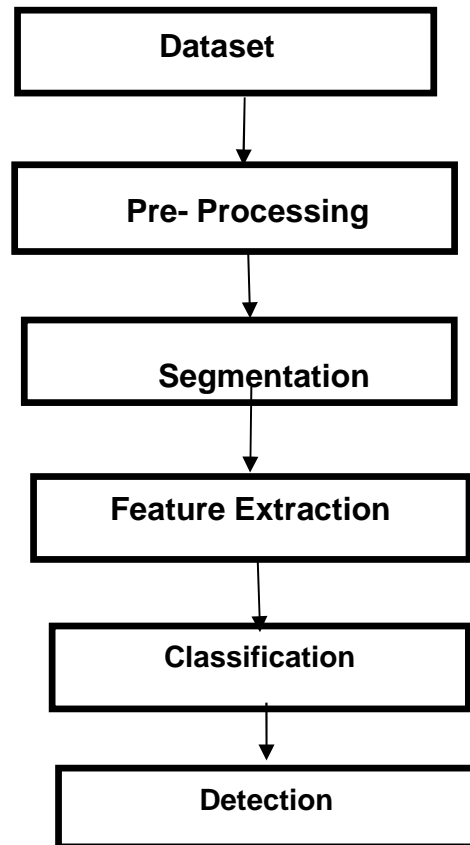 Dataset
Pre- Processing
Segmentation
Feature Extraction
Classification
Detection